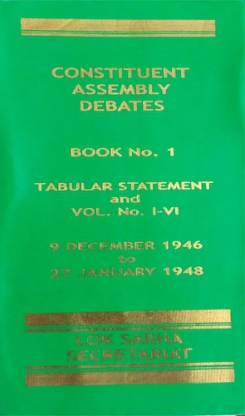 CONSTITUENT
ASSEMBLY
DEBATES
BOOK No. 1
TABULAR STATEMENT
and
VOL. No. I-VI
9 DECEMBER 1946
to
27 JANUARY 1948
LOK SABHA
SECRETARIAT